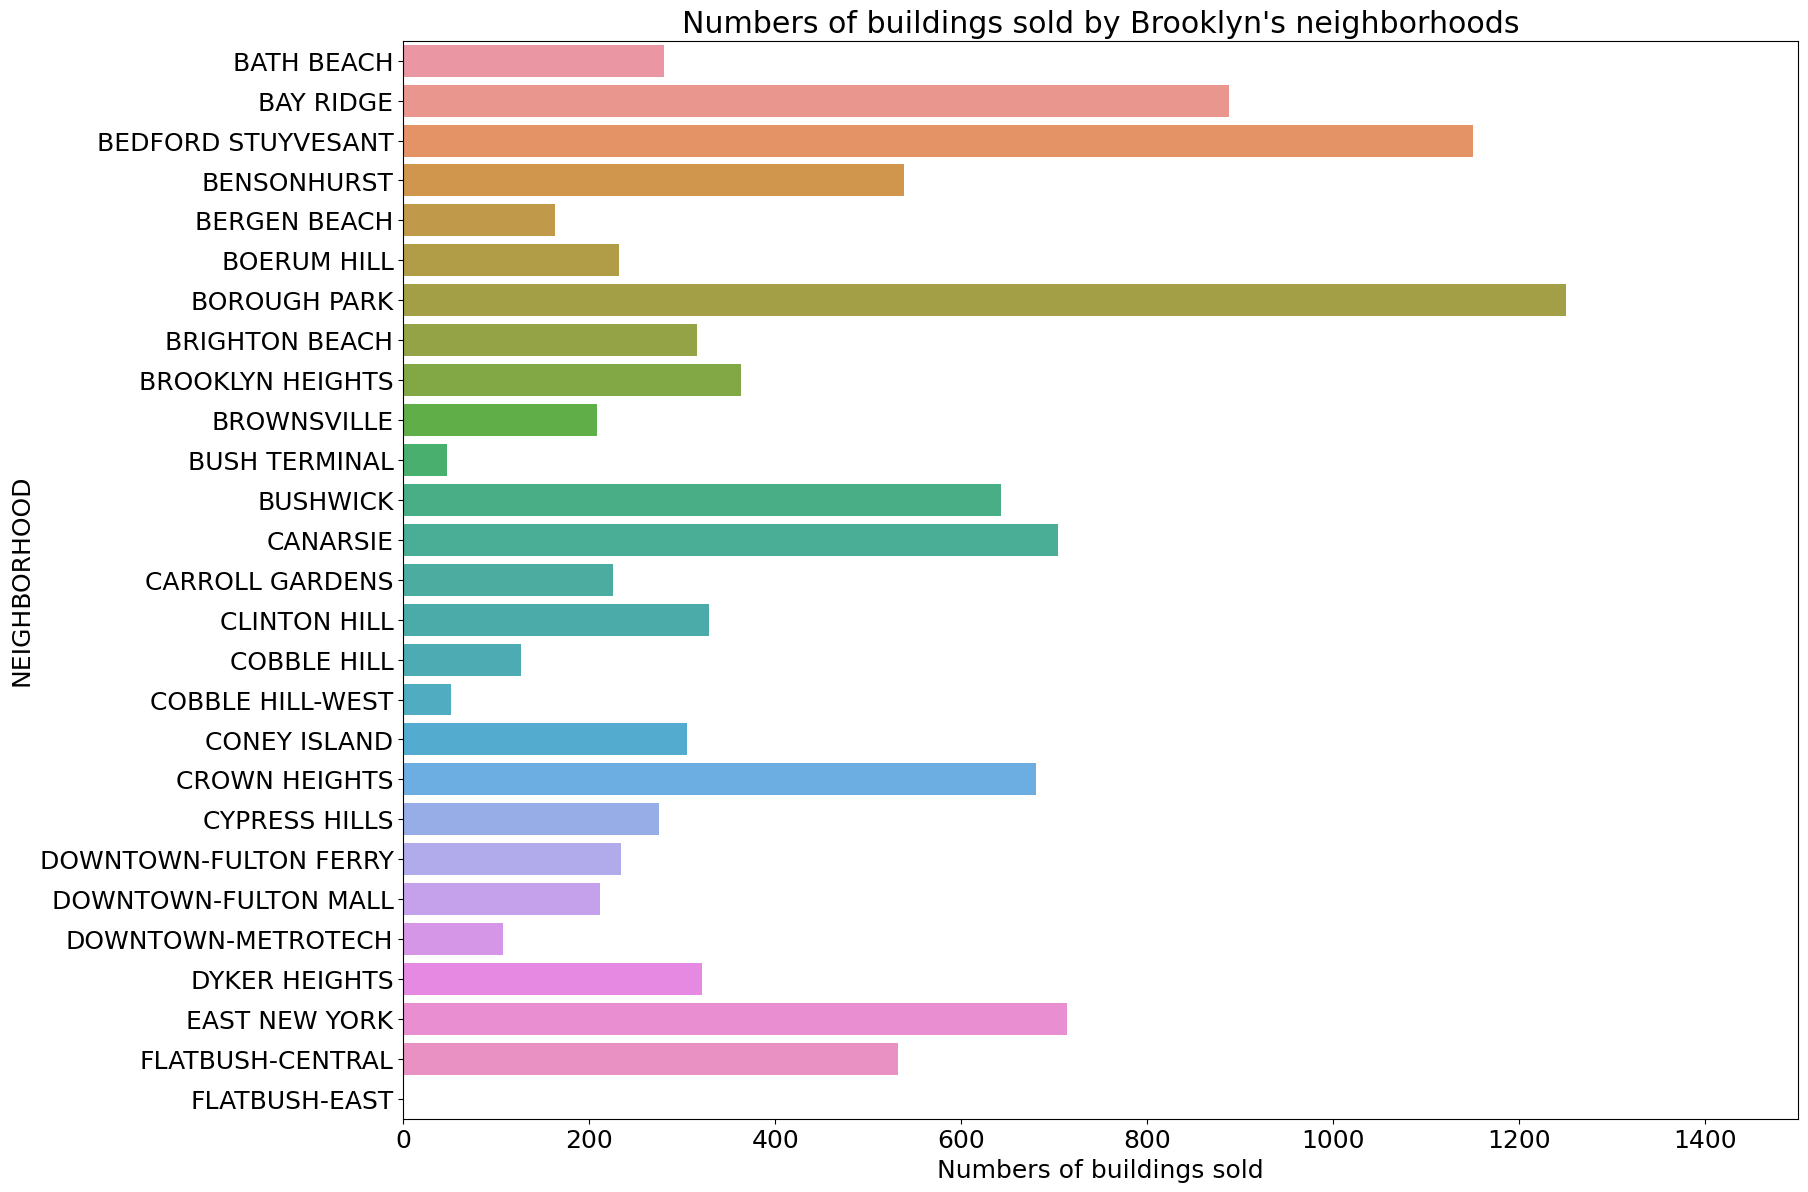 Numbers of buildings sold by Brooklyn's neighborhoods
NEIGHBORHOOD
BATH BEACH
BAY RIDGE
BEDFORD STUYVESANT
BENSONHURST
BERGEN BEACH
BOERUM HILL
BOROUGH PARK
BRIGHTON BEACH
BROOKLYN HEIGHTS
BROWNSVILLE
BUSH TERMINAL
BUSHWICK
CANARSIE
CARROLL GARDENS
CLINTON HILL
COBBLE HILL
COBBLE HILL-WEST
CONEY ISLAND
CROWN HEIGHTS
CYPRESS HILLS
DOWNTOWN-FULTON FERRY
DOWNTOWN-FULTON MALL
DOWNTOWN-METROTECH
DYKER HEIGHTS
EAST NEW YORK
FLATBUSH-CENTRAL
FLATBUSH-EAST
0 200 400 600 800 1000 1200 1400
Numbers of buildings sold